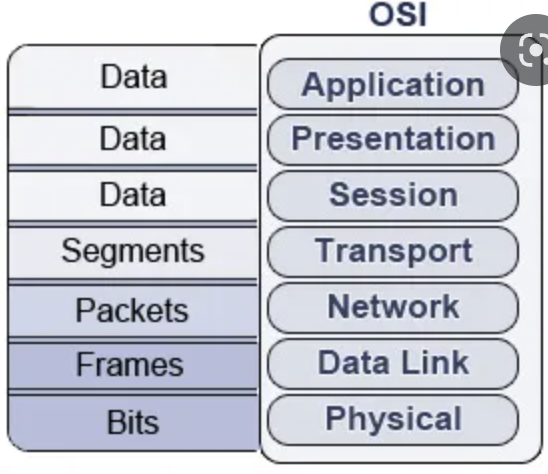 OSI
Data Application
Data Presentation
Data Session
Segments Transport
Packets Network
Frames Data Link
Bits Physical